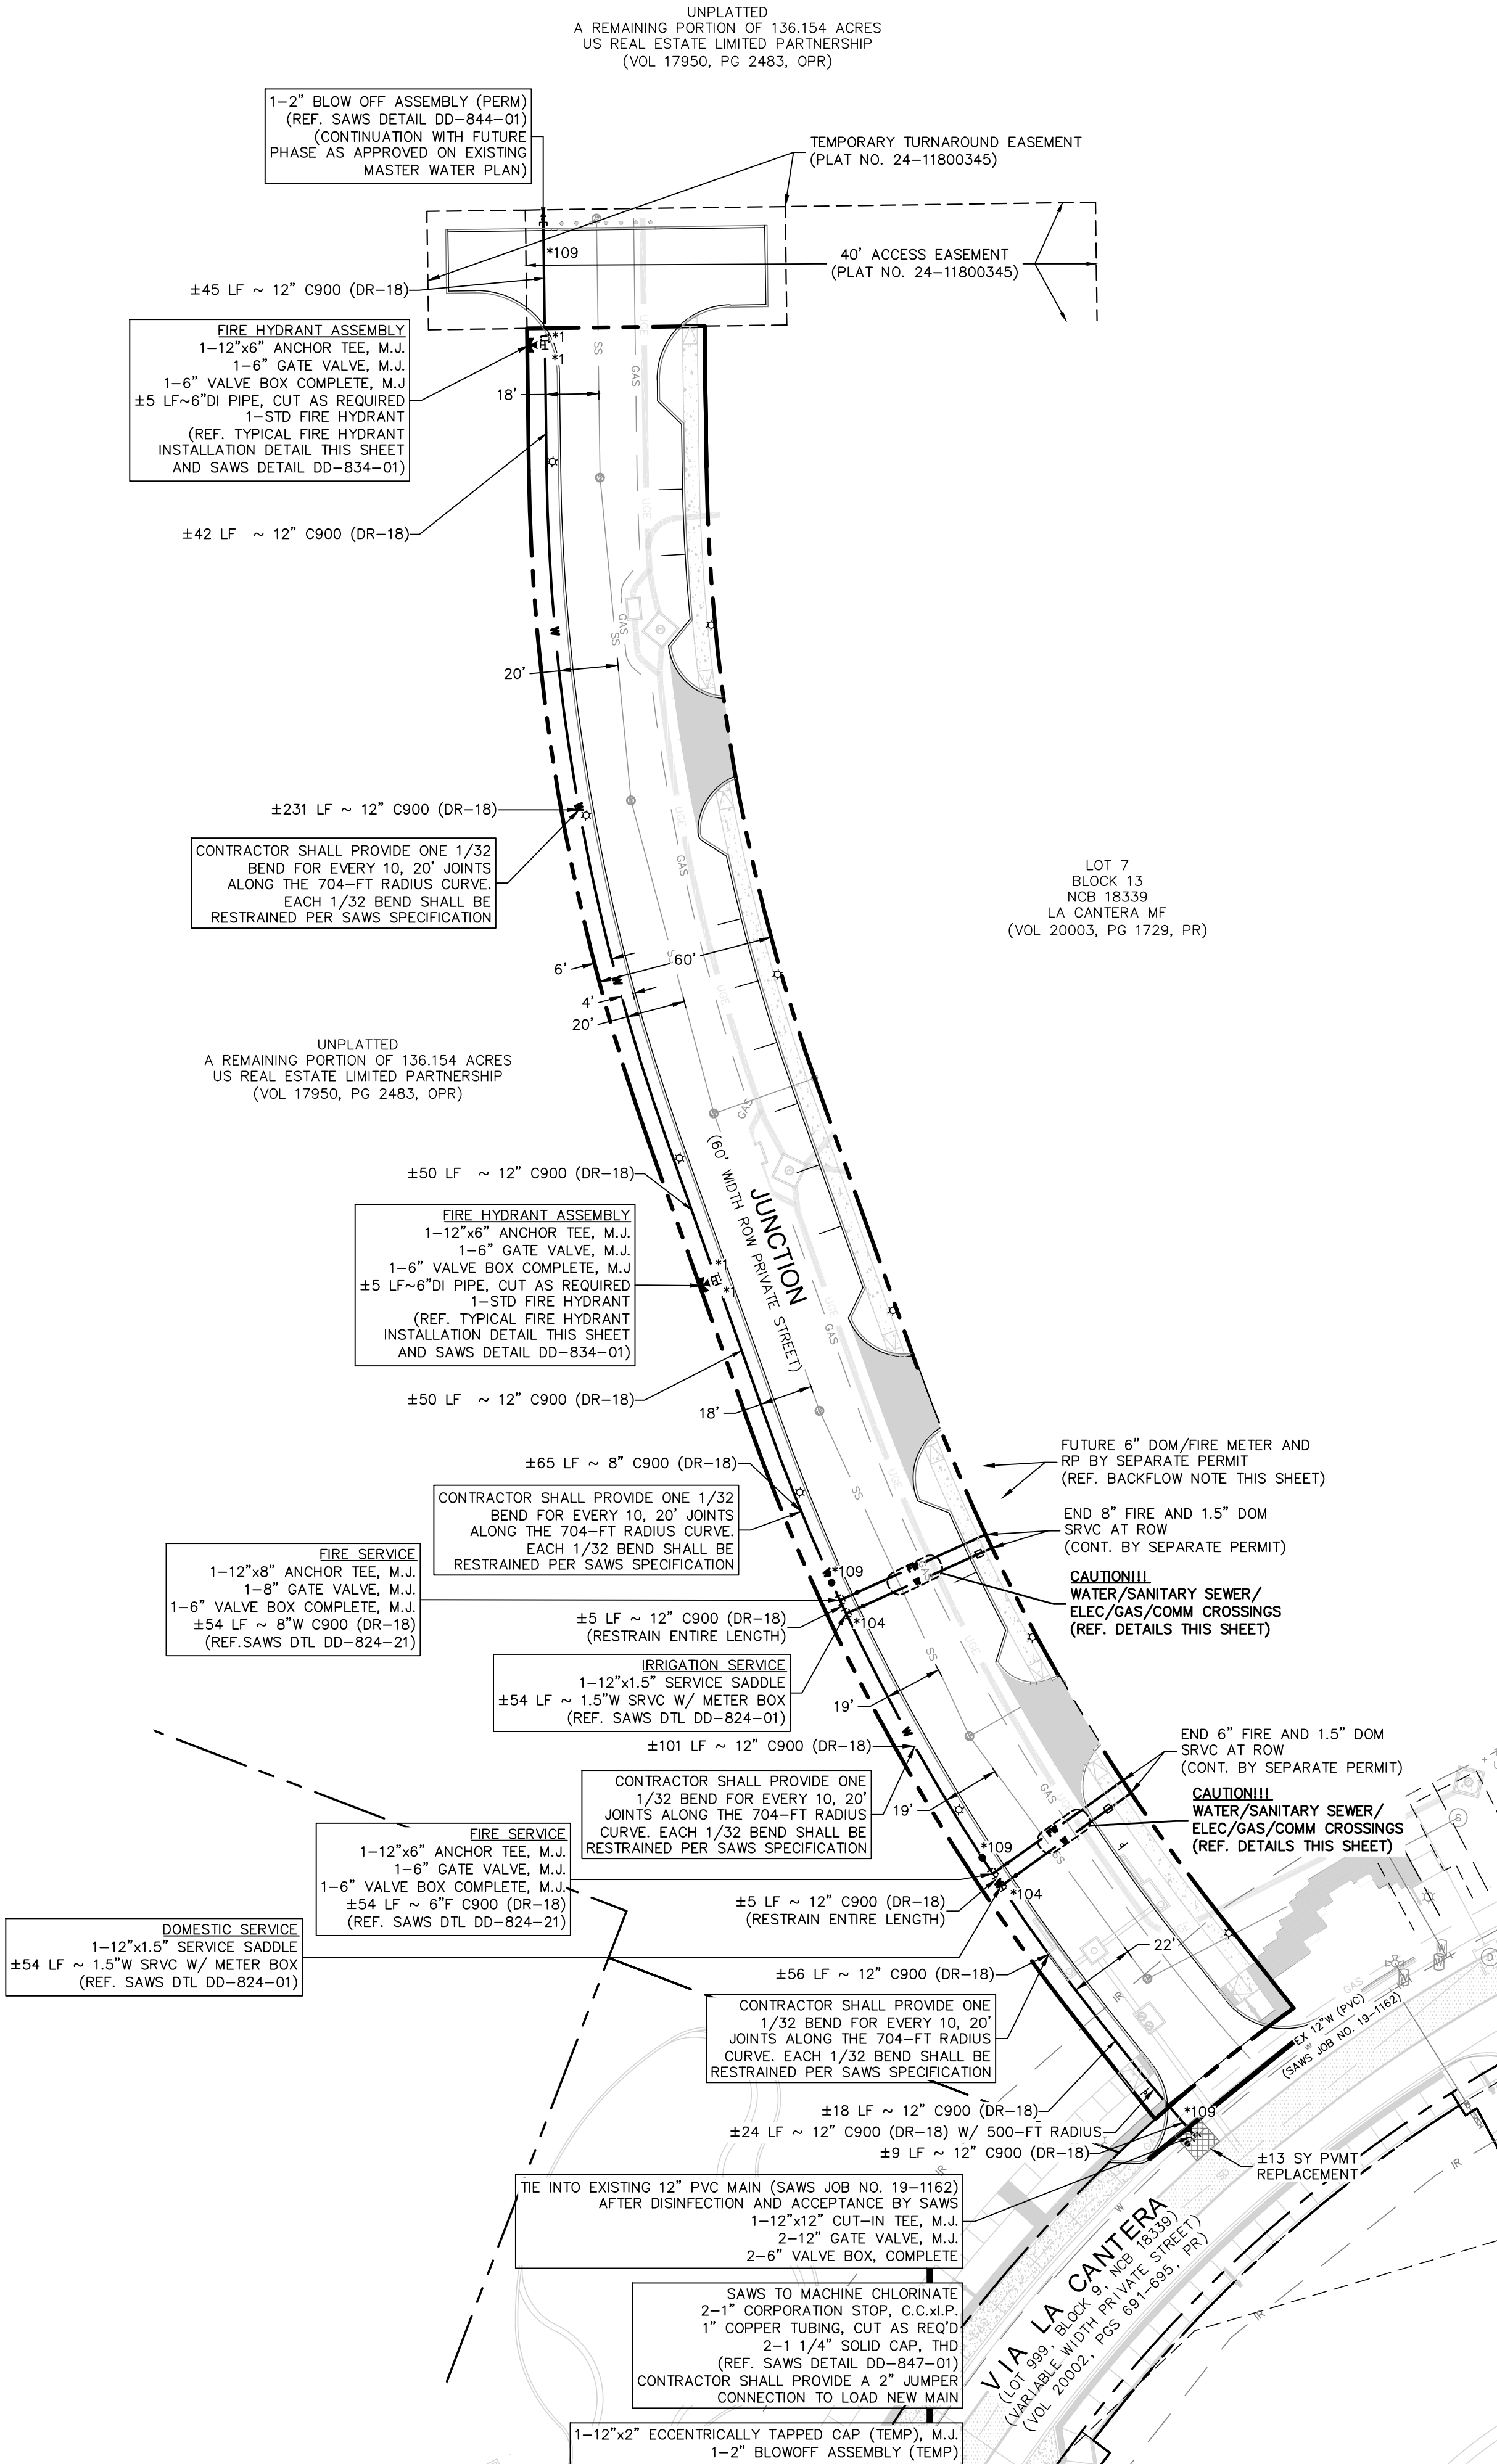 UNPLATTED
A REMAINING PORTION OF 136.154 ACRES
US REAL ESTATE LIMITED PARTNERSHIP
(VOL 17950, PG 2483, OPR)
1-2" BLOW OFF ASSEMBLY (PERM)
(REF. SAWS DETAIL DD-844-01)
(CONTINUATION WITH FUTURE
PHASE AS APPROVED ON EXISTING
MASTER WATER PLAN)
TEMPORARY TURNAROUND EASEMENT
(PLAT NO. 24-11800345)
*109
40' ACCESS EASEMENT
(PLAT NO. 24-11800345)
±45 LF ~ 12" C900 (DR-18)
FIRE HYDRANT ASSEMBLY
1-12"x6" ANCHOR TEE, M.J.
1-6" GATE VALVE, M.J.
1-6" VALVE BOX COMPLETE, M.J
±5 LF~6"DI PIPE, CUT AS REQUIRED
1-STD FIRE HYDRANT
(REF. TYPICAL FIRE HYDRANT
INSTALLATION DETAIL THIS SHEET
AND SAWS DETAIL DD-834-01)
*1
*1
UGE
SS
GAS
18'
±42 LF ~ 12" C900 (DR-18)
UGE
GAS
SS
W
20'
±231 LF ~ 12" C900 (DR-18)
W
CONTRACTOR SHALL PROVIDE ONE 1/32
BEND FOR EVERY 10, 20' JOINTS
ALONG THE 704-FT RADIUS CURVE.
EACH 1/32 BEND SHALL BE
RESTRAINED PER SAWS SPECIFICATION
UGE
GAS
LOT 7
BLOCK 13
NCB 18339
LA CANTERA MF
(VOL 20003, PG 1729, PR)
6'
60'
W
4'
20'
UGE
UNPLATTED
A REMAINING PORTION OF 136.154 ACRES
US REAL ESTATE LIMITED PARTNERSHIP
(VOL 17950, PG 2483, OPR)
GAS
JUNCTION
(60' WIDTH ROW PRIVATE STREET)
±50 LF ~ 12" C900 (DR-18)
FIRE HYDRANT ASSEMBLY
1-12"x6" ANCHOR TEE, M.J.
1-6" GATE VALVE, M.J.
1-6" VALVE BOX COMPLETE, M.J
±5 LF~6"DI PIPE, CUT AS REQUIRED
1-STD FIRE HYDRANT
(REF. TYPICAL FIRE HYDRANT
INSTALLATION DETAIL THIS SHEET
AND SAWS DETAIL DD-834-01)
*1
*1
UGE
GAS
±50 LF ~ 12" C900 (DR-18)
18'
±65 LF ~ 8" C900 (DR-18)
UGE
SS
FUTURE 6" DOM/FIRE METER AND
RP BY SEPARATE PERMIT
(REF. BACKFLOW NOTE THIS SHEET)
CONTRACTOR SHALL PROVIDE ONE 1/32
BEND FOR EVERY 10, 20' JOINTS
ALONG THE 704-FT RADIUS CURVE.
EACH 1/32 BEND SHALL BE
RESTRAINED PER SAWS SPECIFICATION
END 8" FIRE AND 1.5" DOM
SRVC AT ROW
(CONT. BY SEPARATE PERMIT)
FIRE SERVICE
1-12"x8" ANCHOR TEE, M.J.
1-8" GATE VALVE, M.J.
1-6" VALVE BOX COMPLETE, M.J.
±54 LF ~ 8"W C900 (DR-18)
(REF.SAWS DTL DD-824-21)
*109
*104
CAUTION!!!
WATER/SANITARY SEWER/
ELEC/GAS/COMM CROSSINGS
(REF. DETAILS THIS SHEET)
±5 LF ~ 12" C900 (DR-18)
(RESTRAIN ENTIRE LENGTH)
UGE
SS
IRRIGATION SERVICE
1-12"x1.5" SERVICE SADDLE
±54 LF ~ 1.5"W SRVC W/ METER BOX
(REF. SAWS DTL DD-824-01)
19'
W
±101 LF ~ 12" C900 (DR-18)
END 6" FIRE AND 1.5" DOM
SRVC AT ROW
(CONT. BY SEPARATE PERMIT)
CONTRACTOR SHALL PROVIDE ONE
1/32 BEND FOR EVERY 10, 20'
JOINTS ALONG THE 704-FT RADIUS
CURVE. EACH 1/32 BEND SHALL BE
RESTRAINED PER SAWS SPECIFICATION
19'
GAS
SS
CAUTION!!!
WATER/SANITARY SEWER/
ELEC/GAS/COMM CROSSINGS
(REF. DETAILS THIS SHEET)
FIRE SERVICE
1-12"x6" ANCHOR TEE, M.J.
1-6" GATE VALVE, M.J.
1-6" VALVE BOX COMPLETE, M.J.
±54 LF ~ 6"F C900 (DR-18)
(REF. SAWS DTL DD-824-21)
*109
*104
±5 LF ~ 12" C900 (DR-18)
(RESTRAIN ENTIRE LENGTH)
DOMESTIC SERVICE
1-12"x1.5" SERVICE SADDLE
±54 LF ~ 1.5"W SRVC W/ METER BOX
(REF. SAWS DTL DD-824-01)
22'
UGE
±56 LF ~ 12" C900 (DR-18)
IR
GAS
CONTRACTOR SHALL PROVIDE ONE
1/32 BEND FOR EVERY 10, 20'
JOINTS ALONG THE 704-FT RADIUS
CURVE. EACH 1/32 BEND SHALL BE
RESTRAINED PER SAWS SPECIFICATION
EX 12"W (PVC)
(SAWS JOB NO. 19-1162)
±18 LF ~ 12" C900 (DR-18)
±24 LF ~ 12" C900 (DR-18) W/ 500-FT RADIUS
±9 LF ~ 12" C900 (DR-18)
*109
±13 SY PVMT
REPLACEMENT
IR
SD
IR
TIE INTO EXISTING 12" PVC MAIN (SAWS JOB NO. 19-1162)
AFTER DISINFECTION AND ACCEPTANCE BY SAWS
1-12"x12" CUT-IN TEE, M.J.
2-12" GATE VALVE, M.J.
2-6" VALVE BOX, COMPLETE
VIA LA CANTERA
(LOT 999, BLOCK 9, NCB 18339)
(VARIABLE WIDTH PRIVATE STREET)
(VOL 20002, PGS 691-695, PR)
IR
SAWS TO MACHINE CHLORINATE
2-1" CORPORATION STOP, C.C.xI.P.
1" COPPER TUBING, CUT AS REQ'D
2-1 1/4" SOLID CAP, THD
(REF. SAWS DETAIL DD-847-01)
CONTRACTOR SHALL PROVIDE A 2" JUMPER
CONNECTION TO LOAD NEW MAIN
IR
1-12"x2" ECCENTRICALLY TAPPED CAP (TEMP), M.J.
1-2" BLOWOFF ASSEMBLY (TEMP)